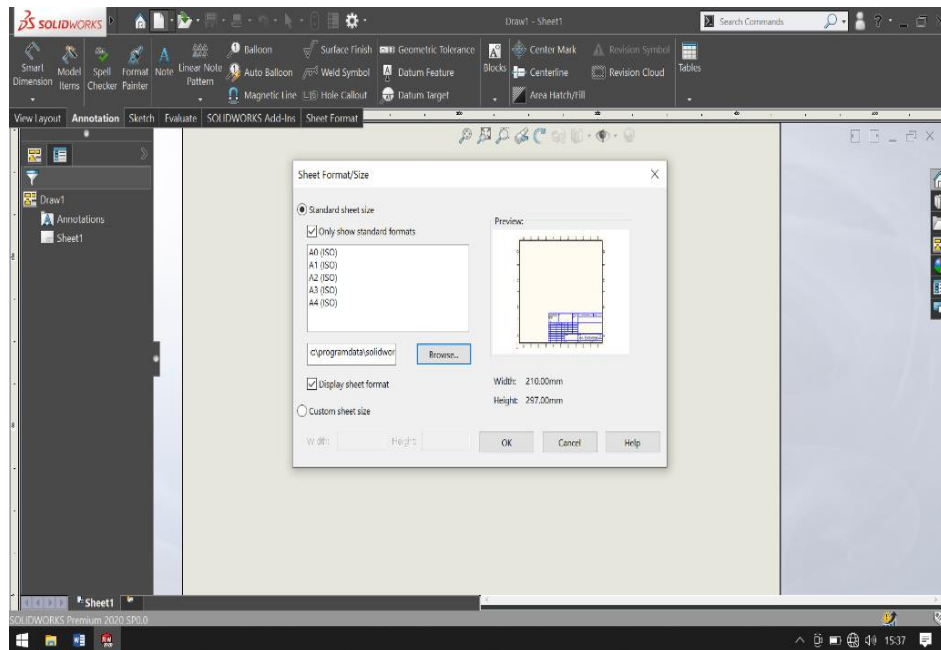 SOLIDWORKS
Draw1 - Sheet1
Search Commands
Smart Dimension
Model Items
Spell Checker
Format Painter
Note
Linear Note Pattern
Balloon
Auto Balloon
Magnetic Line
Surface Finish
Weld Symbol
Hole Callout
Geometric Tolerance
Datum Feature
Datum Target
Blocks
Center Mark
Centerline
Area Hatch/Fill
Revision Symbol
Revision Cloud
Tables
View Layout Annotation Sketch Evaluate SOLIDWORKS Add-Ins Sheet Format
Draw1
Annotations
Sheet1
Sheet Format/Size
Standard sheet size
Only show standard formats
A0 (ISO)
A1 (ISO)
A2 (ISO)
A3 (ISO)
A4 (ISO)
c:\programdata\solidwor
Browse...
Display sheet format
Custom sheet size
Width: Height:
Preview:
Width: 210.00mm
Height: 297.00mm
OK Cancel Help
Sheet1
SOLIDWORKS Premium 2020 SP0.0
15:37